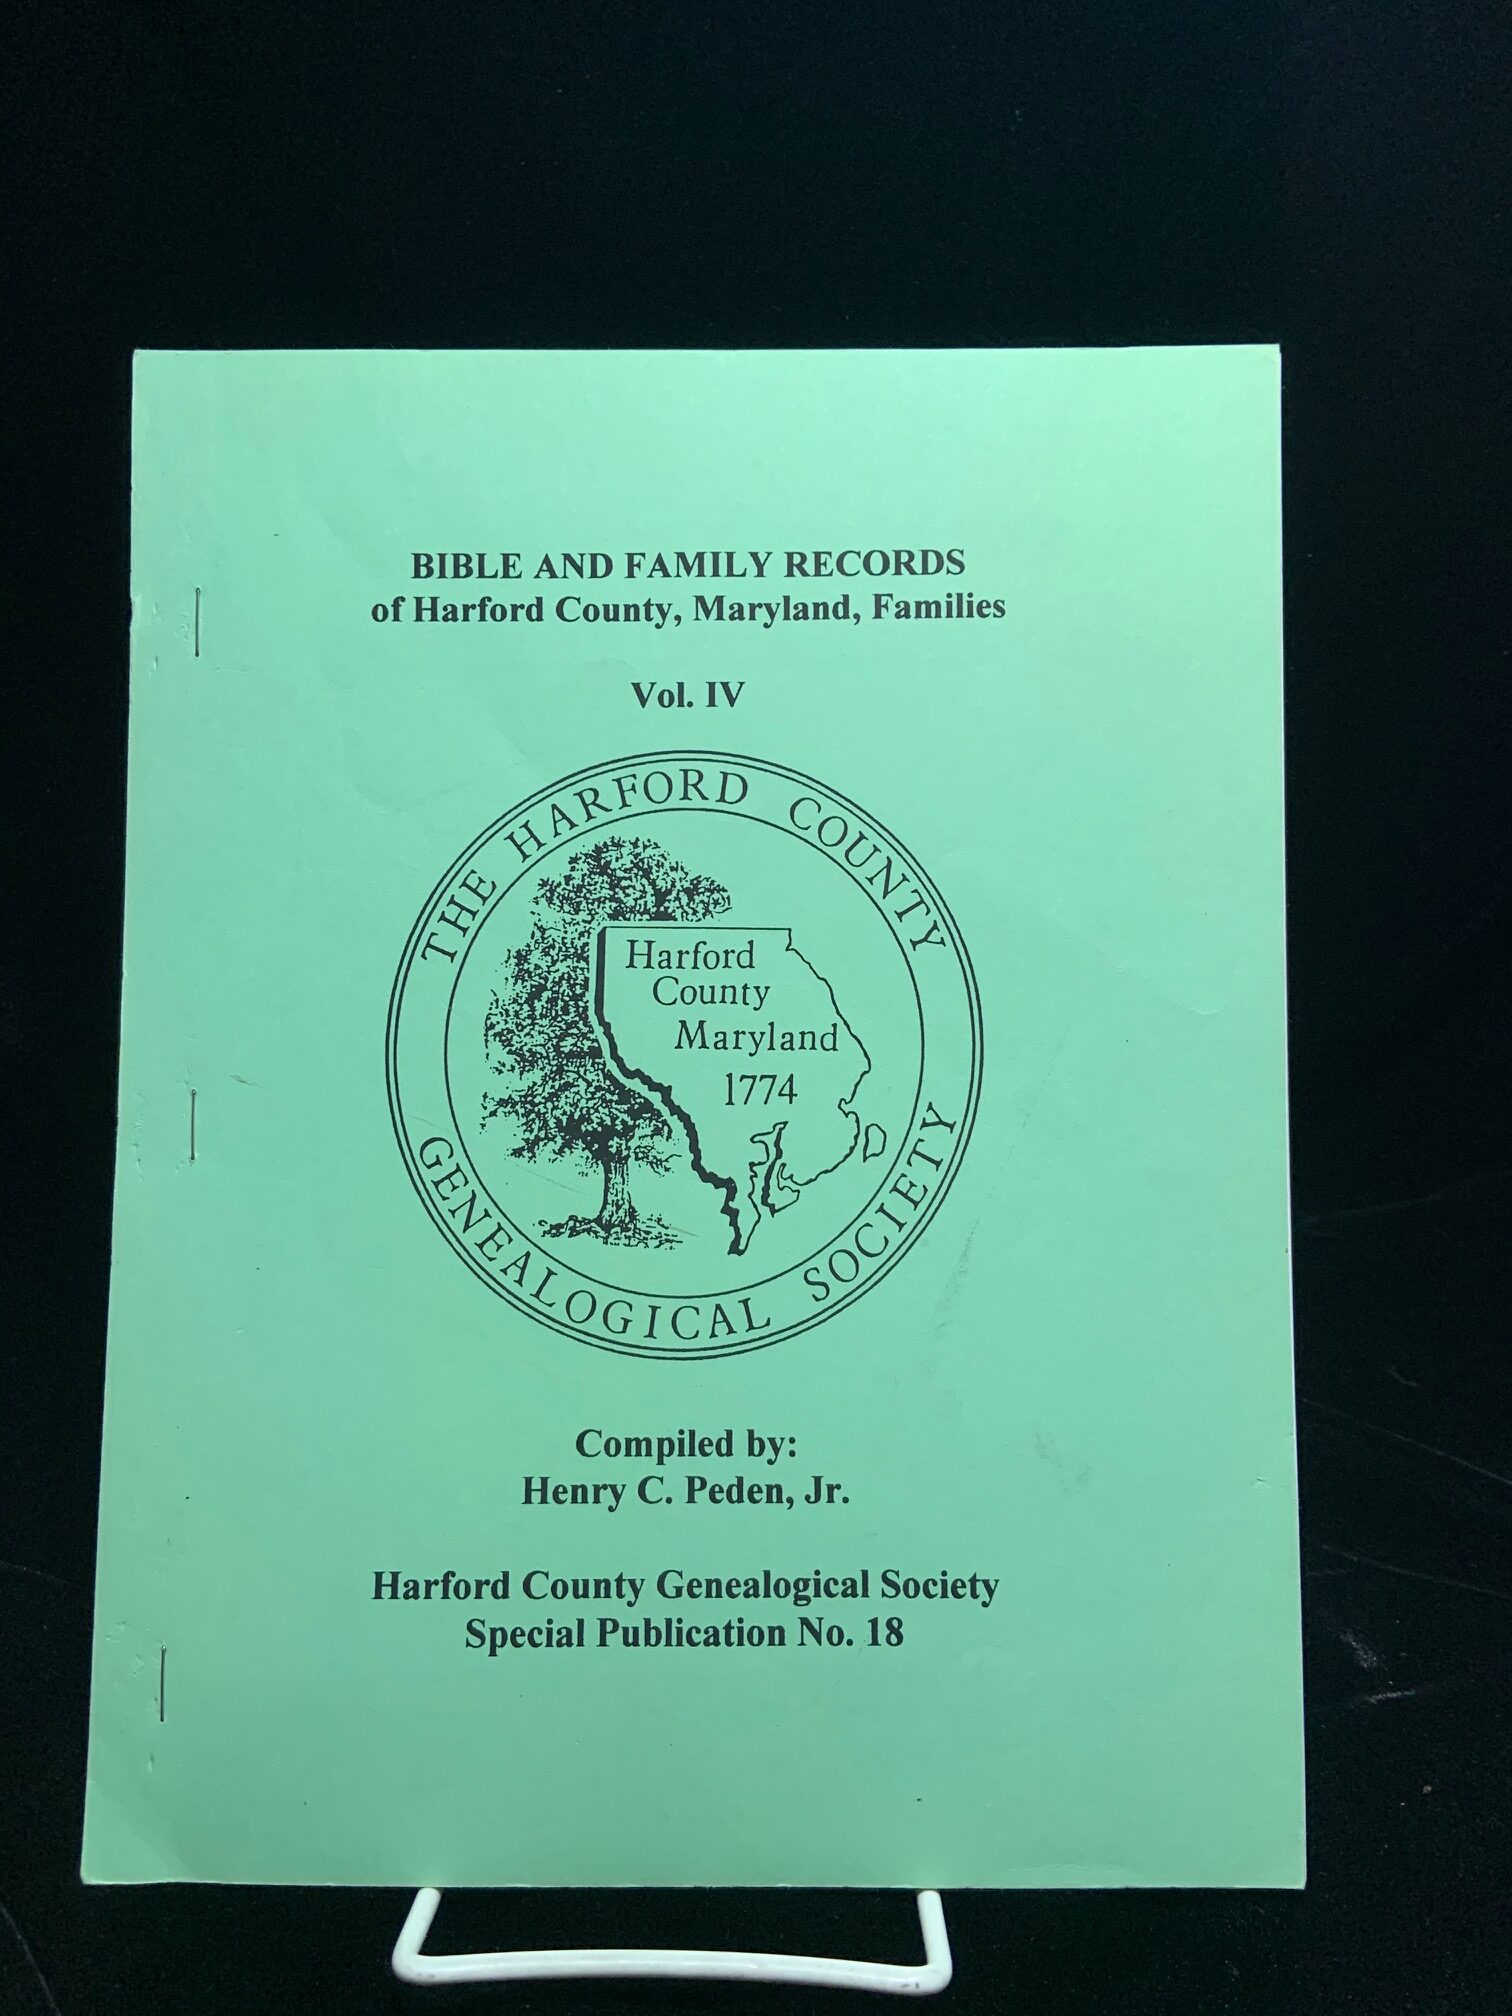 BIBLE AND FAMILY RECORDS
of Harford County, Maryland, Families
Vol. IV
THE HARFORD COUNTY
GENEALOGICAL SOCIETY
Harford
County
Maryland
1774
Compiled by:
Henry C. Peden, Jr.
Harford County Genealogical Society
Special Publication No. 18